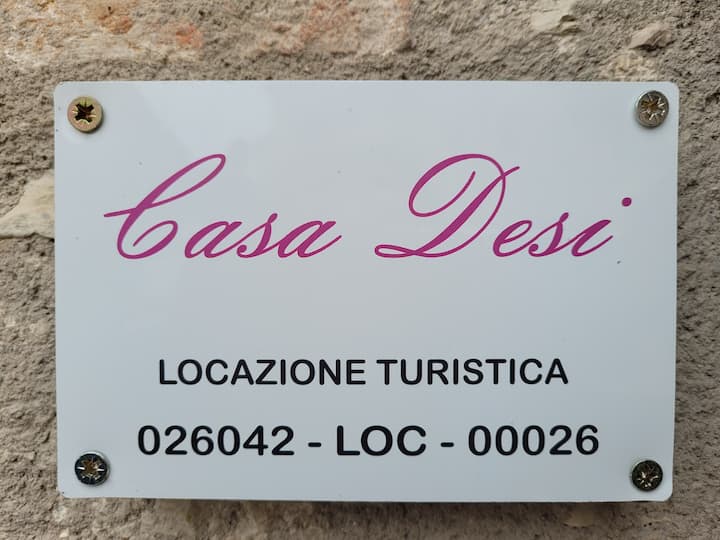 Casa Desi
LOCAZIONE TURISTICA
026042 - LOC - 00026